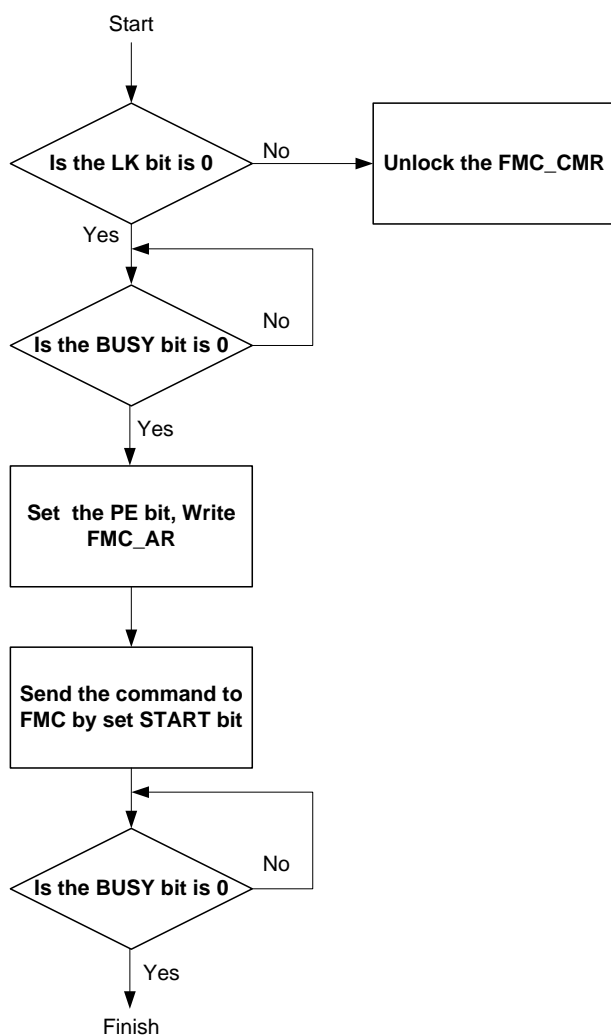 Start
Is the LK bit is 0
No
Unlock the FMC_CMR
Yes
Is the BUSY bit is 0
No
Yes
Set the PE bit, Write
FMC_AR
Send the command to
FMC by set START bit
Is the BUSY bit is 0
No
Yes
Finish